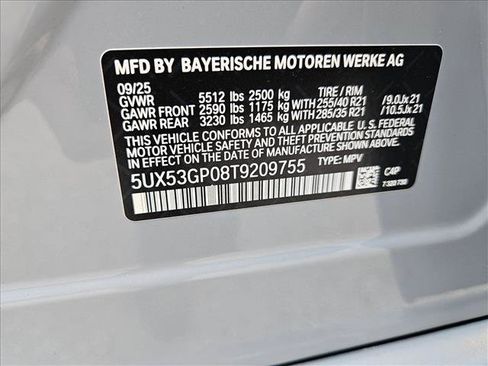 MFD BY BAYERISCHE MOTOREN WERKE AG
09/25
GVWR 5512 lbs 2500 kg TIRE / RIM
GAWR FRONT 2590 lbs 1175 kg WITH 255/40 R21 /9.0Jx21
GAWR REAR 3230 lbs 1465 kg WITH 285/35 R21 /10.5Jx21
THIS VEHICLE CONFORMS TO ALL APPLICABLE U.S. FEDERAL
MOTOR VEHICLE SAFETY, BUMPER, AND THEFT PREVENTION
STANDARDS IN EFFECT ON THE DATE OF MANUFACTURE
SHOWN ABOVE.
5UX53GP08T9209755 TYPE: MPV
C4P